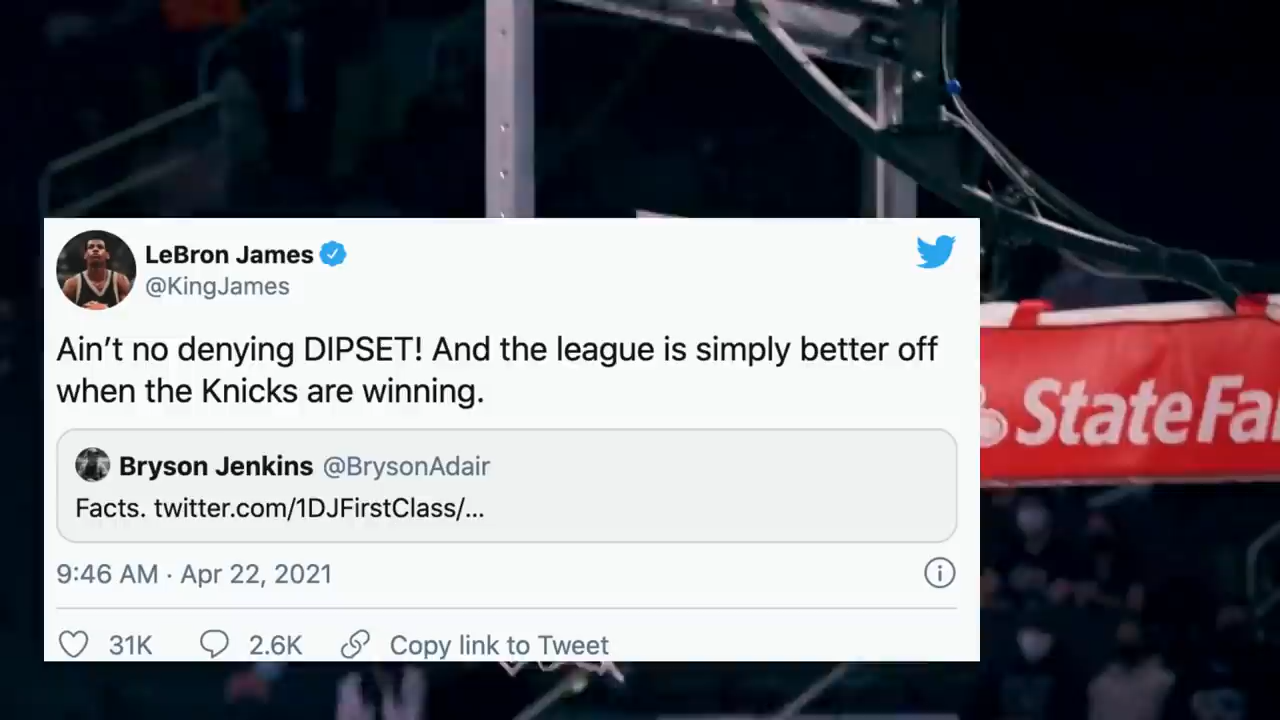 LeBron James
@KingJames
Ain't no denying DIPSET! And the league is simply better off
when the Knicks are winning.
Bryson Jenkins @BrysonAdair
Facts. twitter.com/1DJFirstClass/...
9:46 AM · Apr 22, 2021
31K 2.6K Copy link to Tweet
StateFa